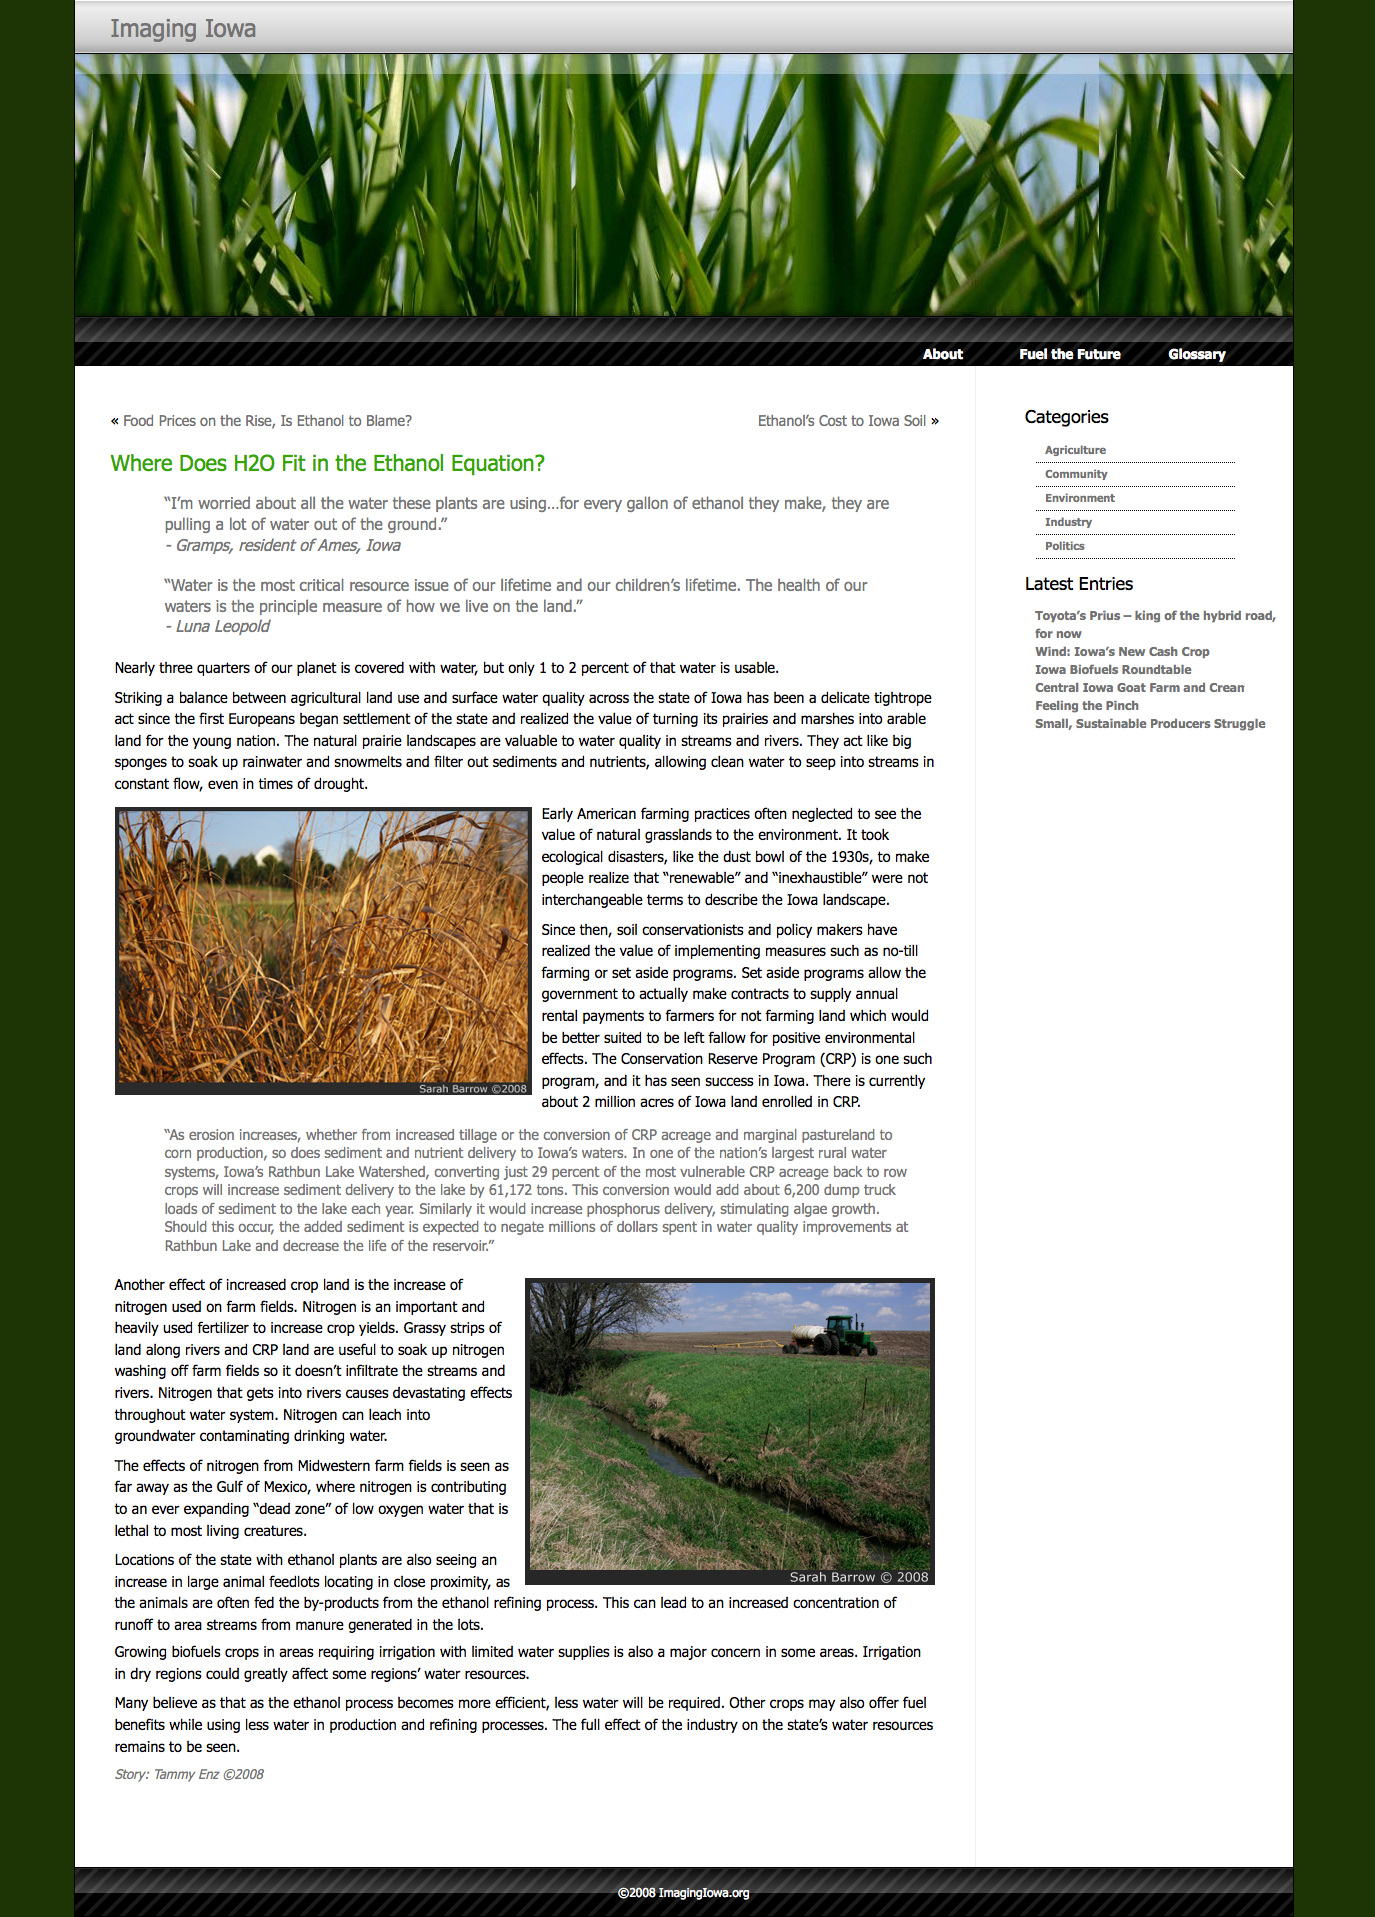 Imaging Iowa
About Fuel the Future Glossary
« Food Prices on the Rise, Is Ethanol to Blame?
Ethanol’s Cost to Iowa Soil »
Where Does H2O Fit in the Ethanol Equation?
“I’m worried about all the water these plants are using...for every gallon of ethanol they make, they are
pulling a lot of water out of the ground.”
- Gramps, resident of Ames, Iowa
“Water is the most critical resource issue of our lifetime and our children’s lifetime. The health of our
waters is the principle measure of how we live on the land.”
- Luna Leopold
Nearly three quarters of our planet is covered with water, but only 1 to 2 percent of that water is usable.
Striking a balance between agricultural land use and surface water quality across the state of Iowa has been a delicate tightrope
act since the first Europeans began settlement of the state and realized the value of turning its prairies and marshes into arable
land for the young nation. The natural prairie landscapes are valuable to water quality in streams and rivers. They act like big
sponges to soak up rainwater and snowmelts and filter out sediments and nutrients, allowing clean water to seep into streams in
constant flow, even in times of drought.
Early American farming practices often neglected to see the
value of natural grasslands to the environment. It took
ecological disasters, like the dust bowl of the 1930s, to make
people realize that “renewable” and “inexhaustible” were not
interchangeable terms to describe the Iowa landscape.
Since then, soil conservationists and policy makers have
realized the value of implementing measures such as no-till
farming or set aside programs. Set aside programs allow the
government to actually make contracts to supply annual
rental payments to farmers for not farming land which would
be better suited to be left fallow for positive environmental
effects. The Conservation Reserve Program (CRP) is one such
program, and it has seen success in Iowa. There is currently
about 2 million acres of Iowa land enrolled in CRP.
Sarah Barrow ©2008
“As erosion increases, whether from increased tillage or the conversion of CRP acreage and marginal pastureland to
corn production, so does sediment and nutrient delivery to Iowa’s waters. In one of the nation’s largest rural water
systems, Iowa’s Rathbun Lake Watershed, converting just 29 percent of the most vulnerable CRP acreage back to row
crops will increase sediment delivery to the lake by 61,172 tons. This conversion would add about 6,200 dump truck
loads of sediment to the lake each year. Similarly it would increase phosphorus delivery, stimulating algae growth.
Should this occur, the added sediment is expected to negate millions of dollars spent in water quality improvements at
Rathbun Lake and decrease the life of the reservoir.”
Another effect of increased crop land is the increase of
nitrogen used on farm fields. Nitrogen is an important and
heavily used fertilizer to increase crop yields. Grassy strips of
land along rivers and CRP land are useful to soak up nitrogen
washing off farm fields so it doesn’t infiltrate the streams and
rivers. Nitrogen that gets into rivers causes devastating effects
throughout water system. Nitrogen can leach into
groundwater contaminating drinking water.
The effects of nitrogen from Midwestern farm fields is seen as
far away as the Gulf of Mexico, where nitrogen is contributing
to an ever expanding “dead zone” of low oxygen water that is
lethal to most living creatures.
Sarah Barrow © 2008
Locations of the state with ethanol plants are also seeing an
increase in large animal feedlots locating in close proximity, as
the animals are often fed the by-products from the ethanol refining process. This can lead to an increased concentration of
runoff to area streams from manure generated in the lots.
Growing biofuels crops in areas requiring irrigation with limited water supplies is also a major concern in some areas. Irrigation
in dry regions could greatly affect some regions’ water resources.
Many believe as that as the ethanol process becomes more efficient, less water will be required. Other crops may also offer fuel
benefits while using less water in production and refining processes. The full effect of the industry on the state’s water resources
remains to be seen.
Story: Tammy Enz ©2008
Categories
Agriculture
Community
Environment
Industry
Politics
Latest Entries
Toyota’s Prius – king of the hybrid road,
for now
Wind: Iowa’s New Cash Crop
Iowa Biofuels Roundtable
Central Iowa Goat Farm and
Feeling the Pinch
Small, Sustainable Producers Struggle
©2008 ImagingIowa.org